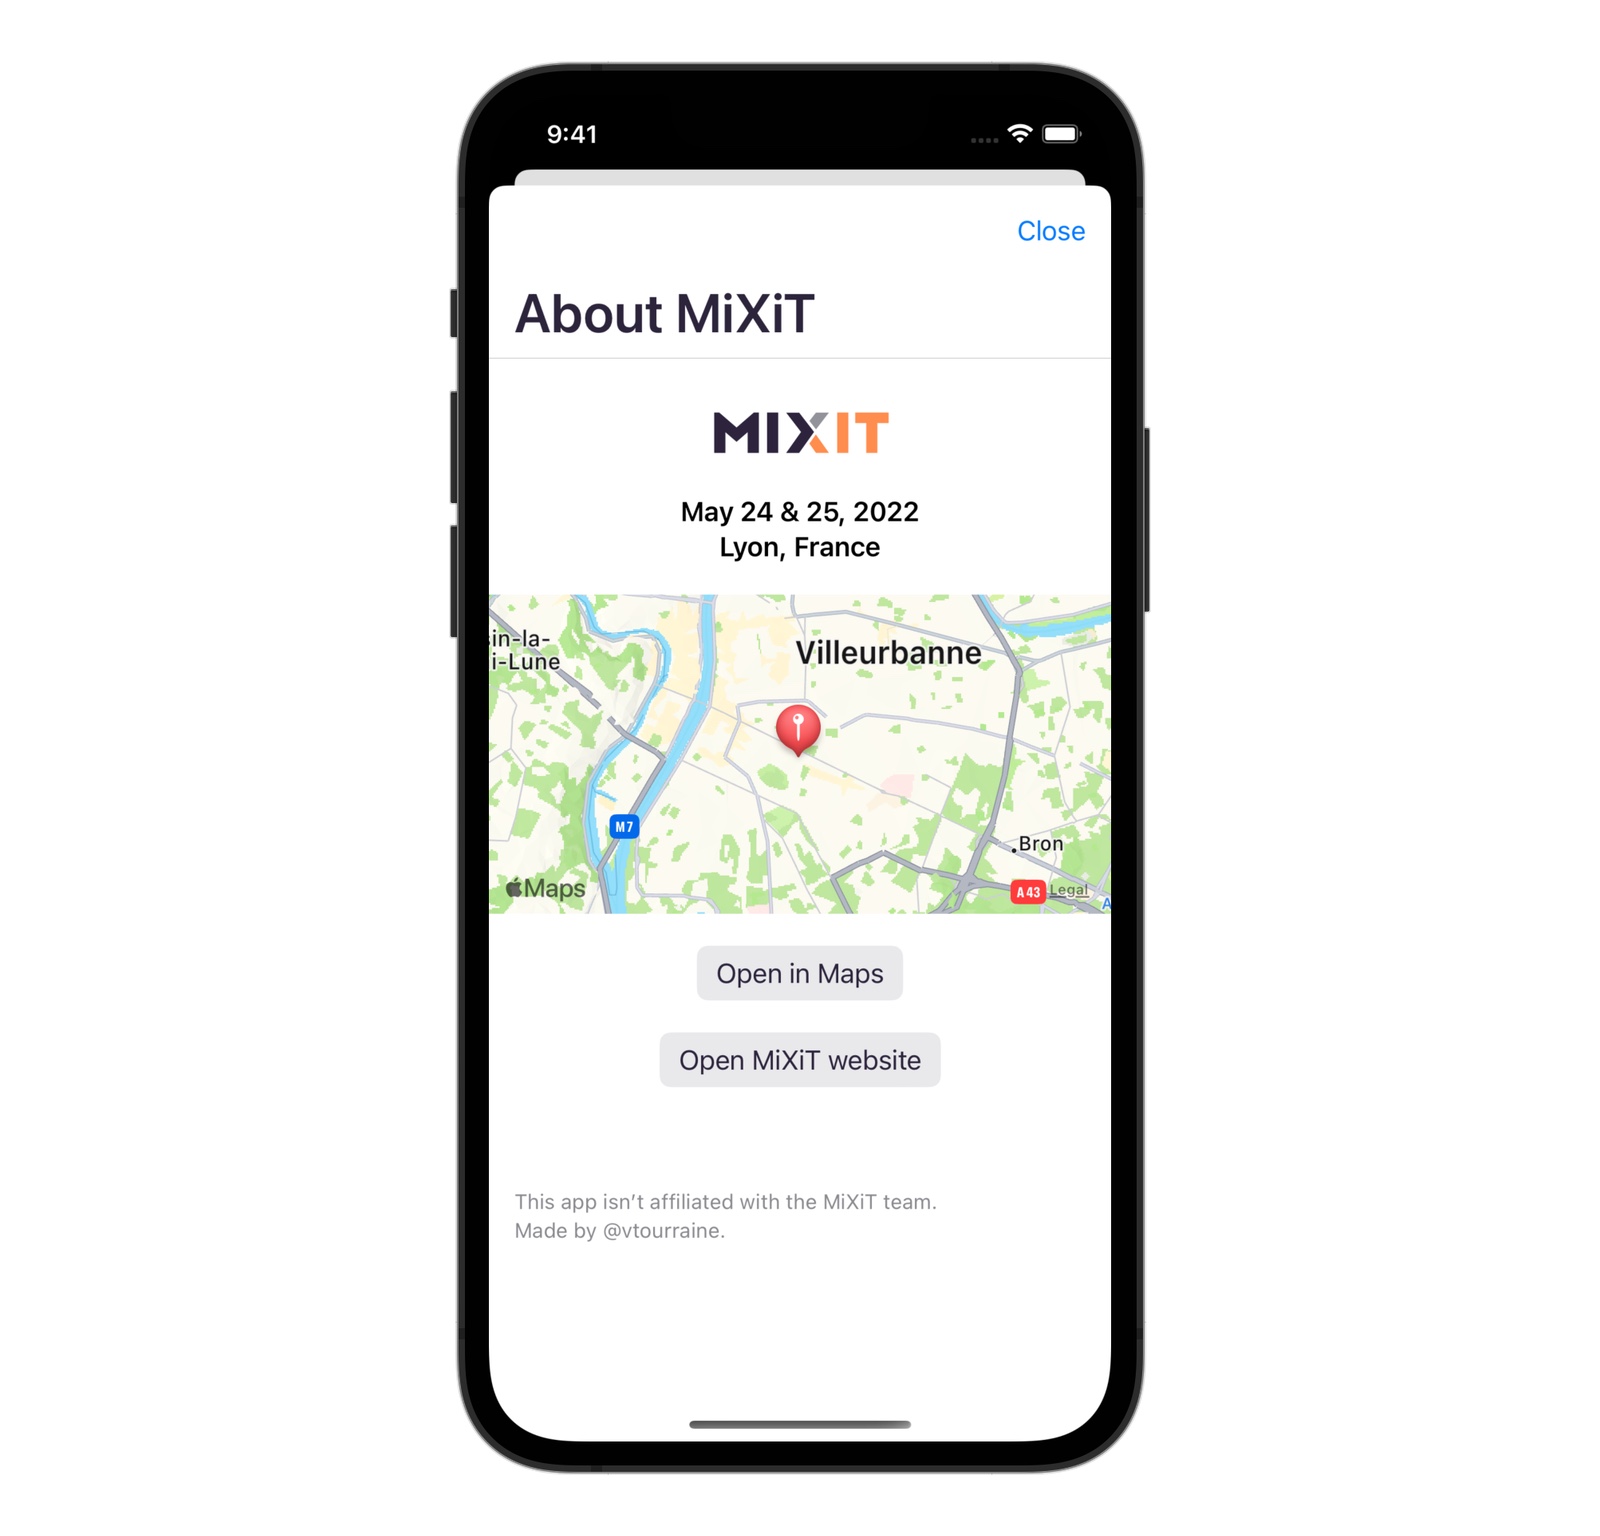 9:41
Close
About MiXiT
MIXIT
May 24 & 25, 2022
Lyon, France
sin-la-
i-Lune
Villeurbanne
M7
Bron
Maps
A43
Legal
A
Open in Maps
Open MiXiT website
This app isn’t affiliated with the MiXiT team.
Made by @vtourraine.